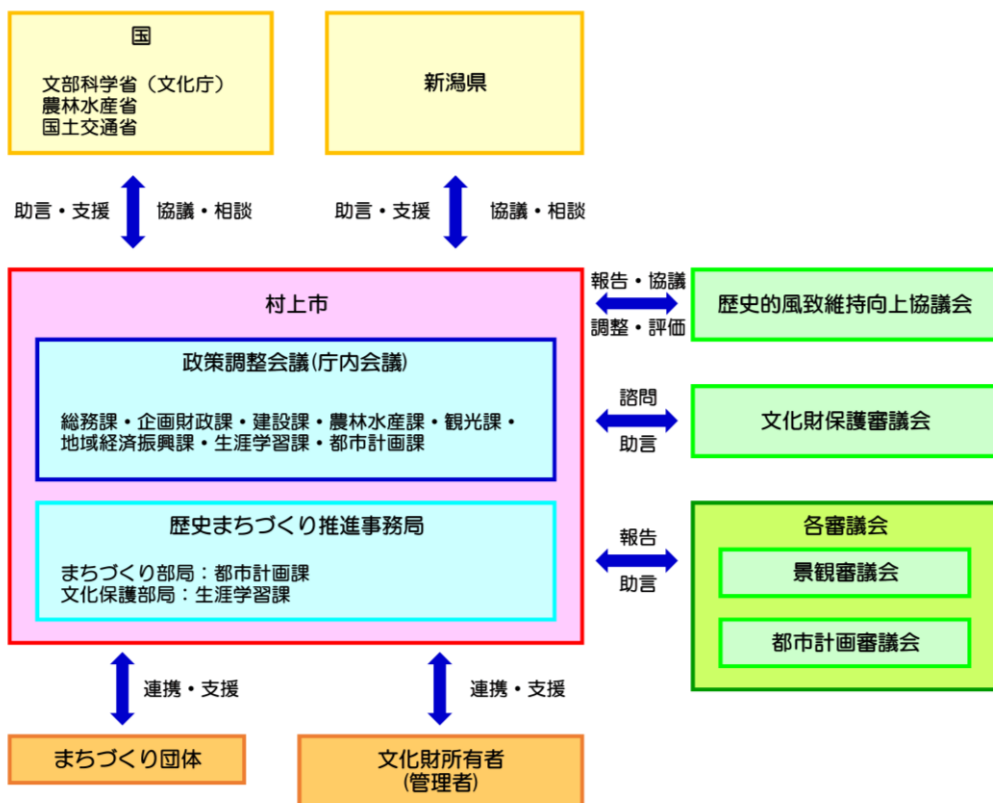 国
文部科学省（文化庁）
農林水産省
国土交通省
新潟県
助言・支援
協議・相談
助言・支援
協議・相談
村上市
政策調整会議(庁内会議)
総務課・企画財政課・建設課・農林水産課・観光課・
地域経済振興課・生涯学習課・都市計画課
歴史まちづくり推進事務局
まちづくり部局：都市計画課
文化保護部局：生涯学習課
報告・協議
調整・評価
歴史的風致維持向上協議会
諮問
助言
文化財保護審議会
報告
助言
各審議会
景観審議会
都市計画審議会
連携・支援
連携・支援
まちづくり団体
文化財所有者
(管理者)